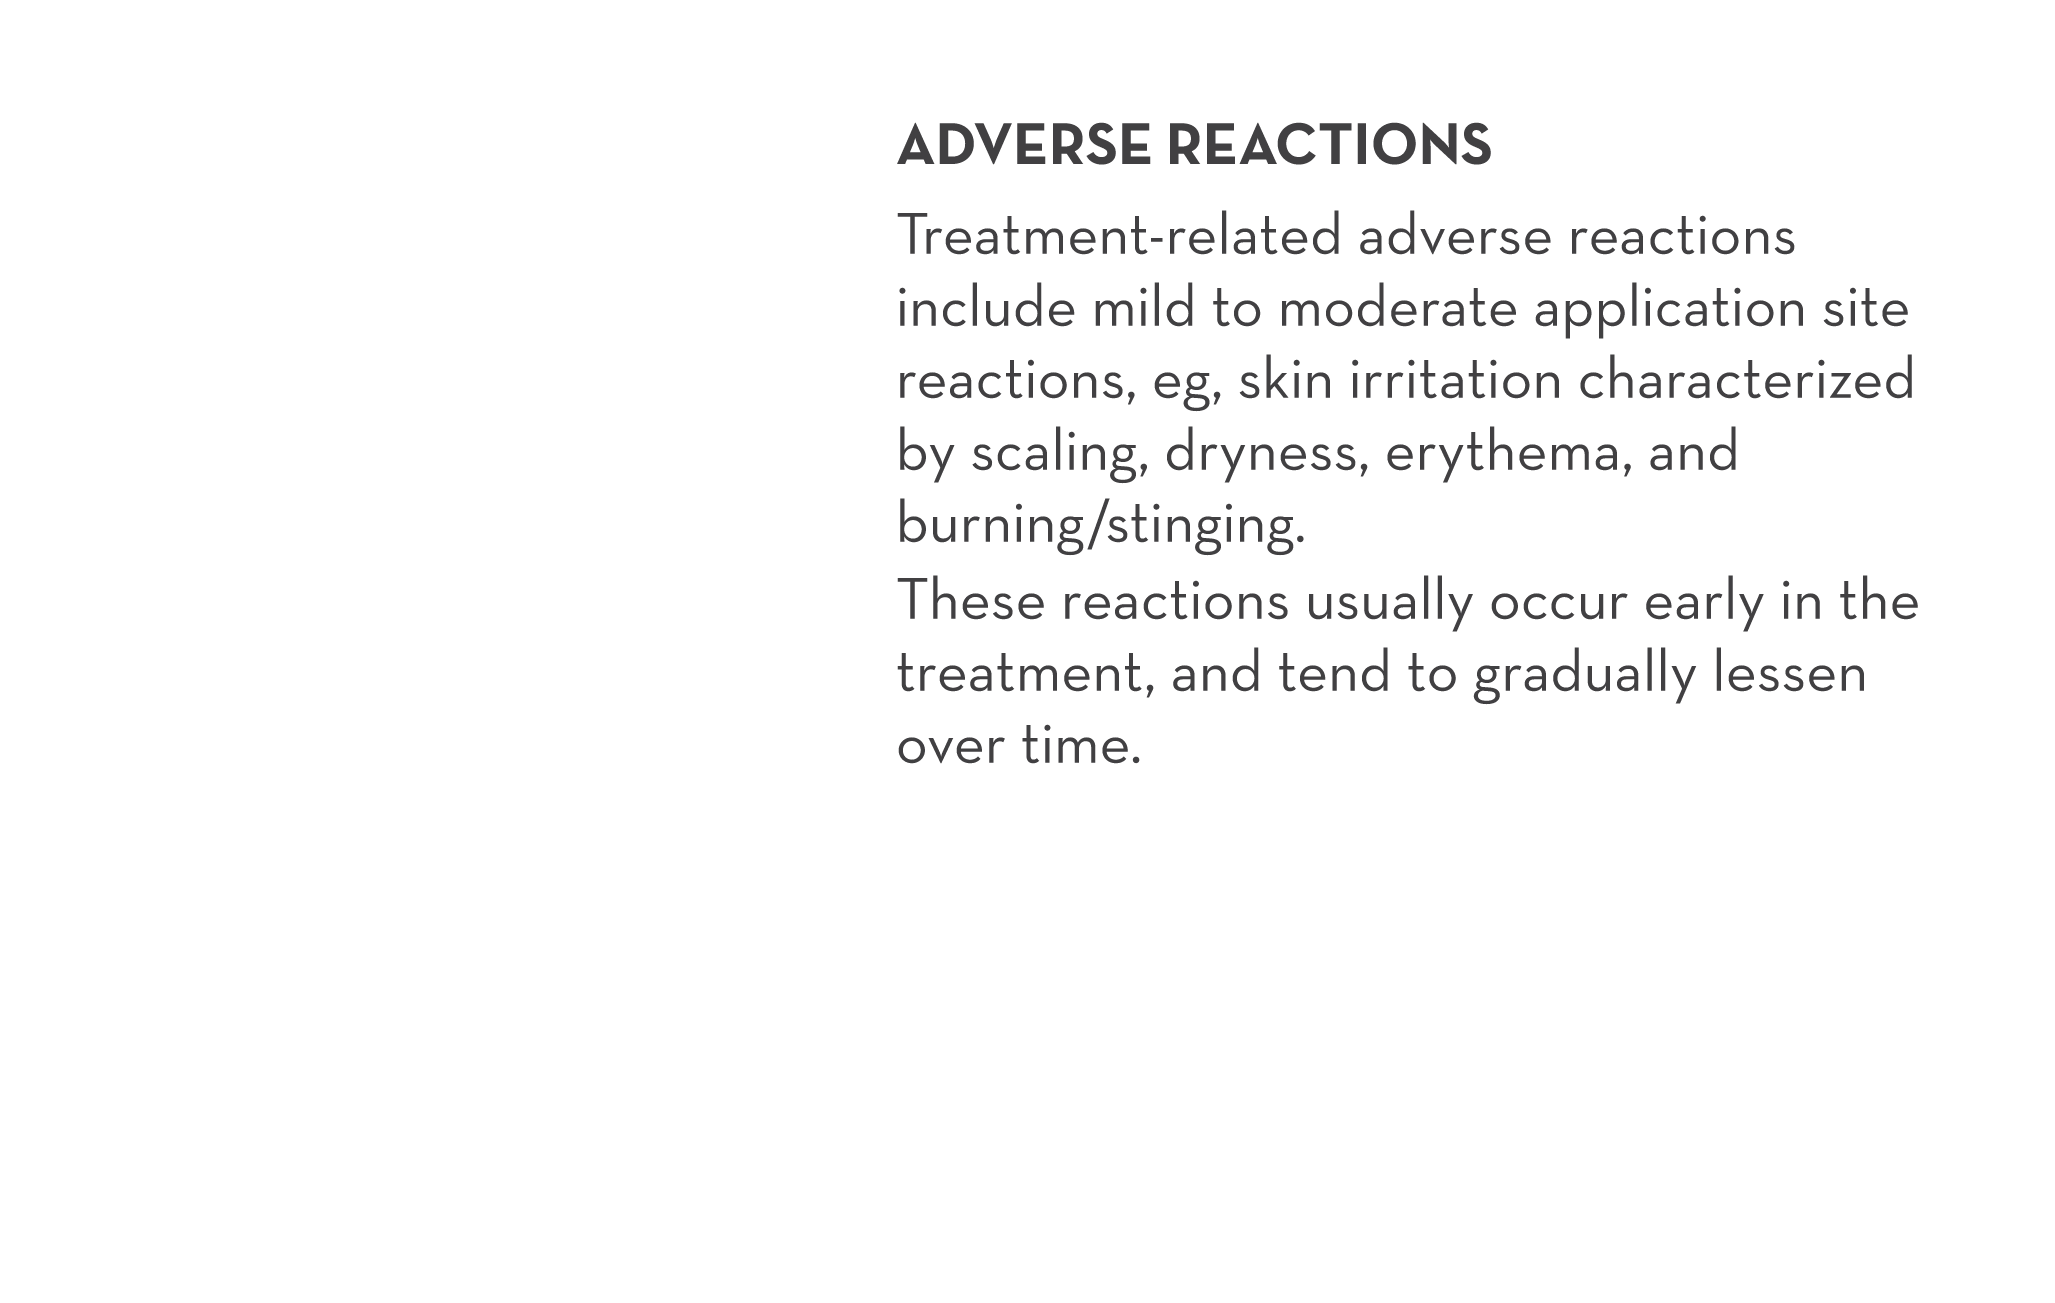 ADVERSE REACTIONS
Treatment-related adverse reactions
include mild to moderate application site
reactions, eg, skin irritation characterized
by scaling, dryness, erythema, and
burning/stinging.
These reactions usually occur early in the
treatment, and tend to gradually lessen
over time.